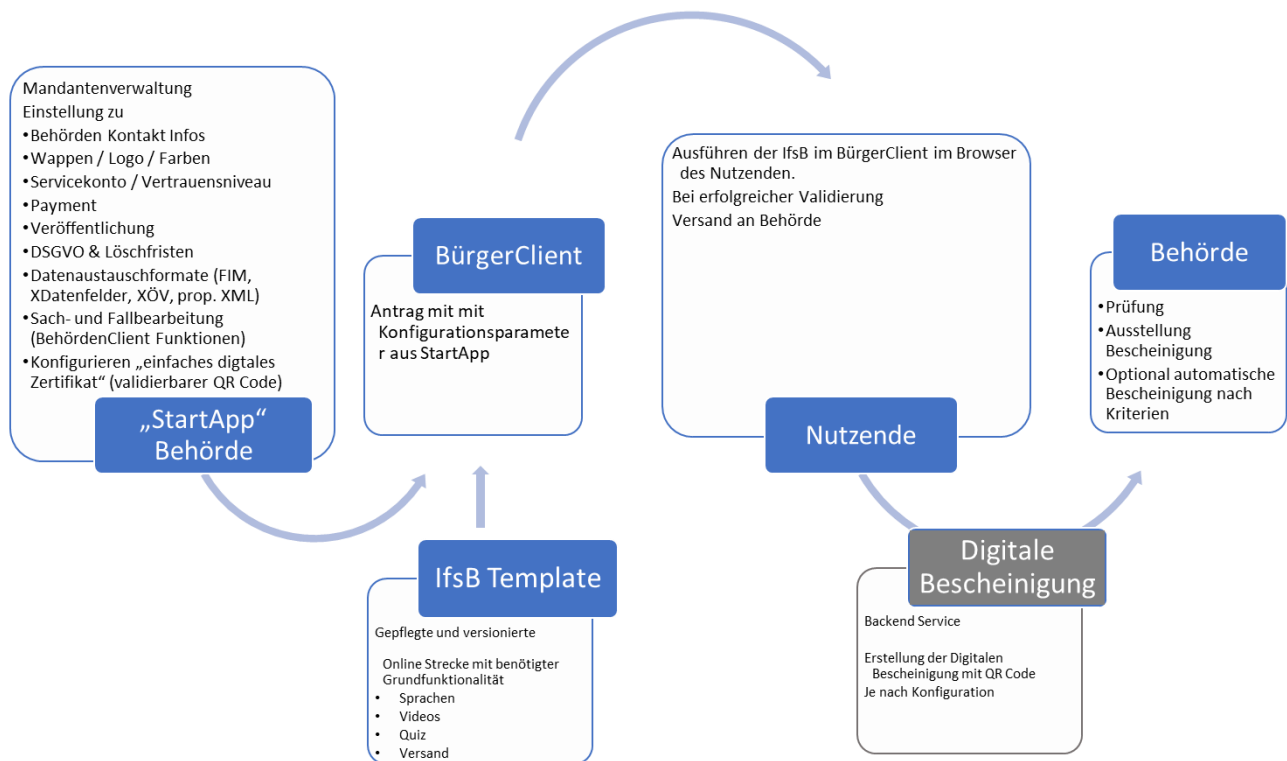 Mandantenverwaltung
Einstellung zu
•Behörden Kontakt Infos
•Wappen / Logo / Farben
•Servicekonto / Vertrauensniveau
•Payment
•Veröffentlichung
•DSGVO & Löschfristen
•Datenaustauschformate (FIM,
XDatenfelder, XÖV, prop. XML)
•Sach- und Fallbearbeitung
(BehördenClient Funktionen)
•Konfigurieren „einfaches digtales
Zertifikat“ (validierbarer QR Code)
„StartApp“
Behörde
BürgerClient
Antrag mit mit
Konfigurationsparamete
r aus StartApp
IfsB Template
Gepflegte und versionierte
Online Strecke mit benötigter
Grundfunktionalität
• Sprachen
• Videos
• Quiz
• Versand
Ausführen der IfsB im BürgerClient im Browser
des Nutzenden.
Bei erfolgreicher Validierung
Versand an Behörde
Nutzende
Digitale
Bescheinigung
Backend Service
Erstellung der Digitalen
Bescheinigung mit QR Code
Je nach Konfiguration
Behörde
•Prüfung
•Ausstellung
Bescheinigung
•Optional automatische
Bescheinigung nach
Kriterien